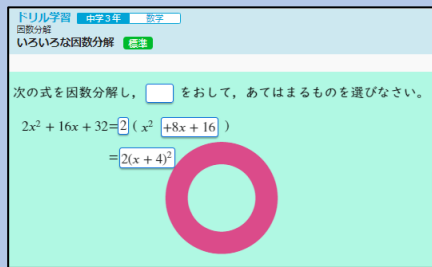 ドリル学習 中学3年 数学
因数分解
いろいろな因数分解 標準
次の式を因数分解し，□をおして，あてはまるものを選びなさい。
2x² + 16x + 32=2( x² +8x + 16 )
=2(x + 4)²